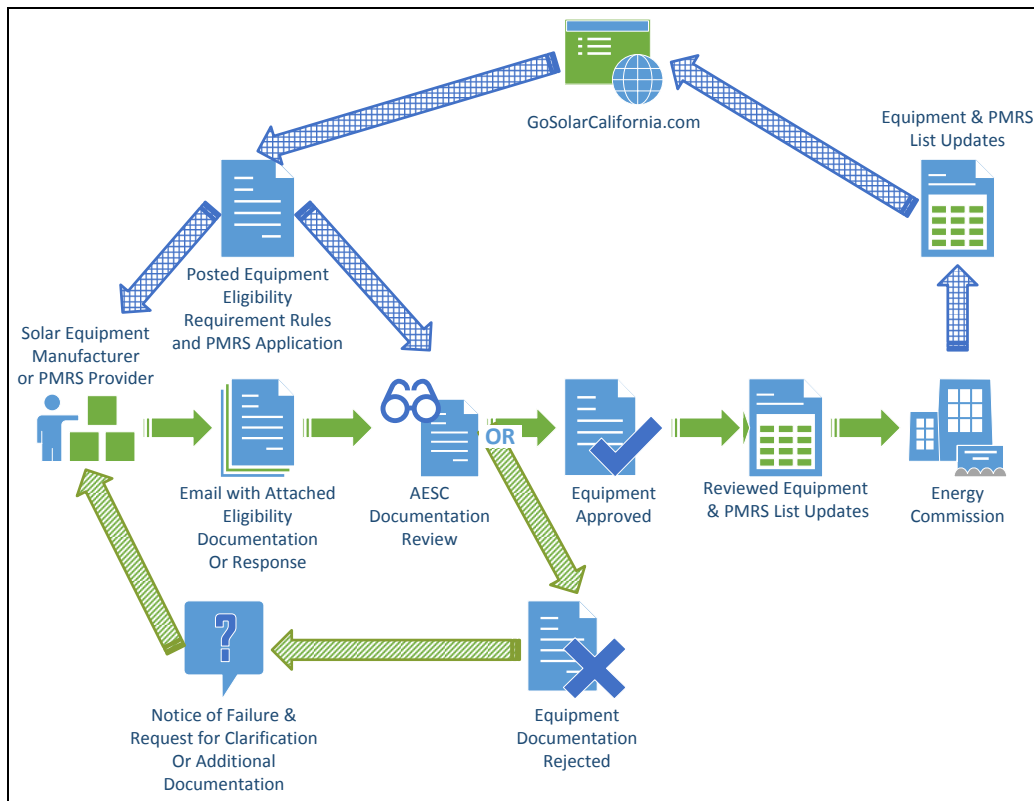 GoSolarCalifornia.com
Equipment & PMRS
List Updates
Posted Equipment
Eligibility
Requirement Rules
and PMRS Application
Solar Equipment
Manufacturer
or PMRS Provider
OR
Email with Attached
Eligibility
Documentation
Or Response
AESC
Documentation
Review
Equipment
Approved
Reviewed Equipment
& PMRS List Updates
Energy
Commission
?
Notice of Failure &
Request for Clarification
Or Additional
Documentation
Equipment
Documentation
Rejected